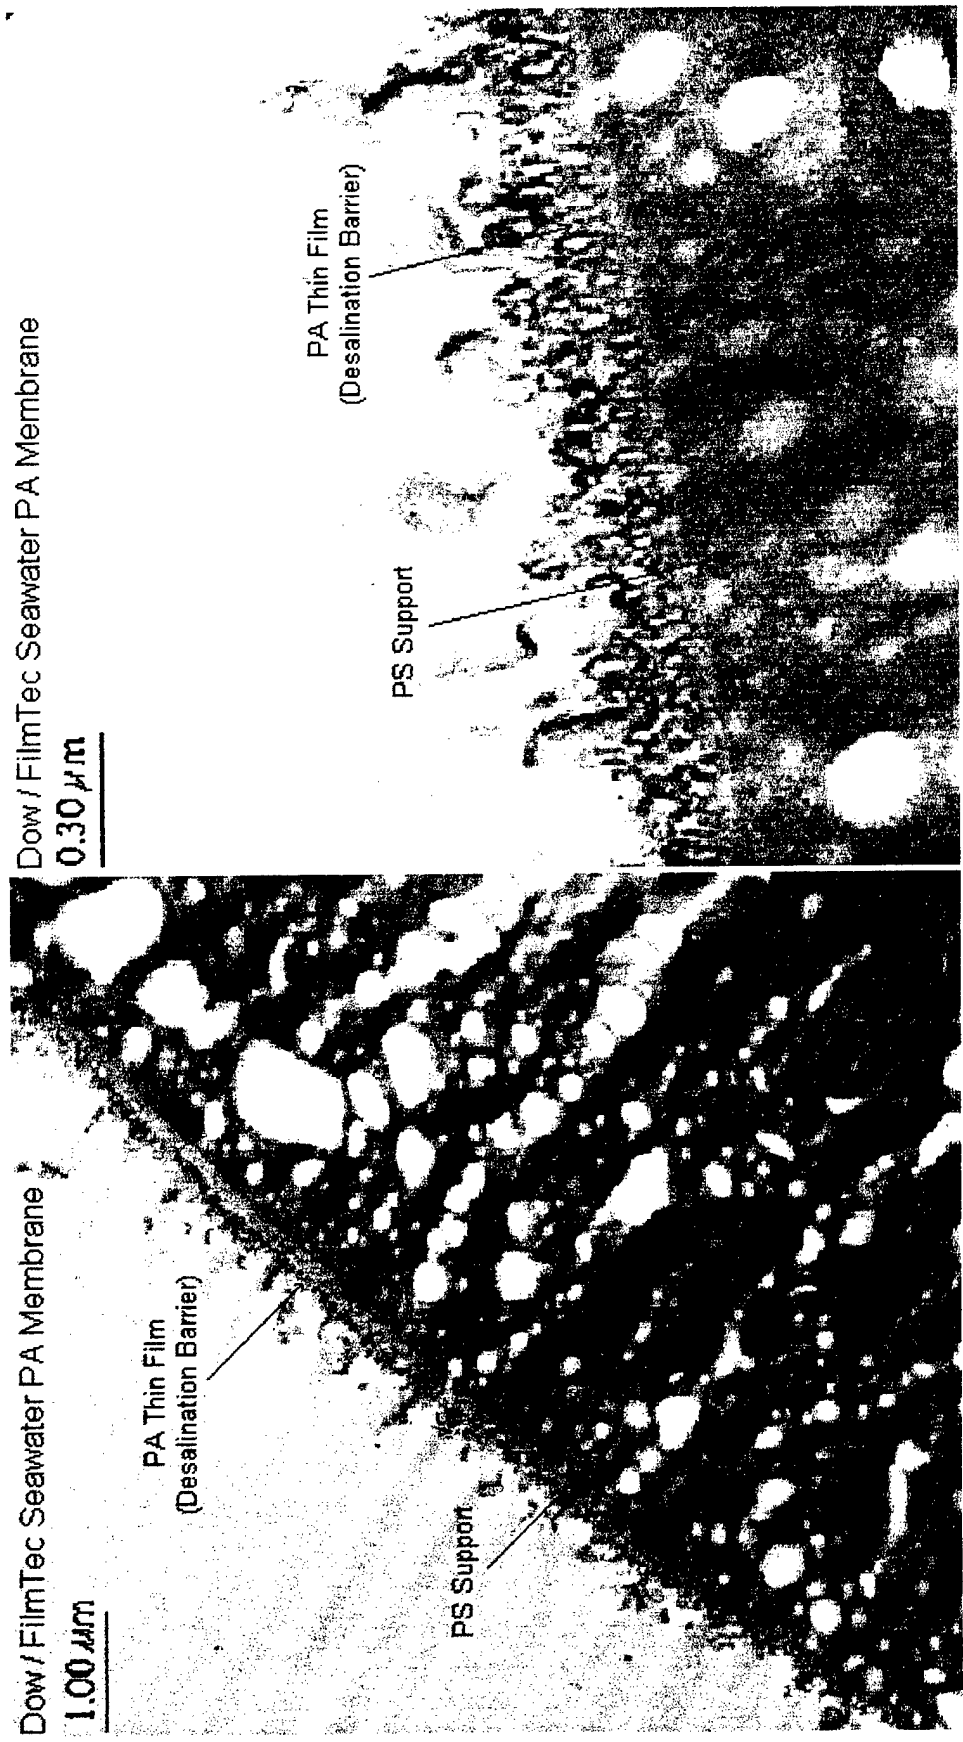 Dow / FilmTec Seawater PA Membrane
1.00 µm
PA Thin Film
(Desalination Barrier)
PS Support
Dow / FilmTec Seawater PA Membrane
0.30 µm
PA Thin Film
(Desalination Barrier)
PS Support